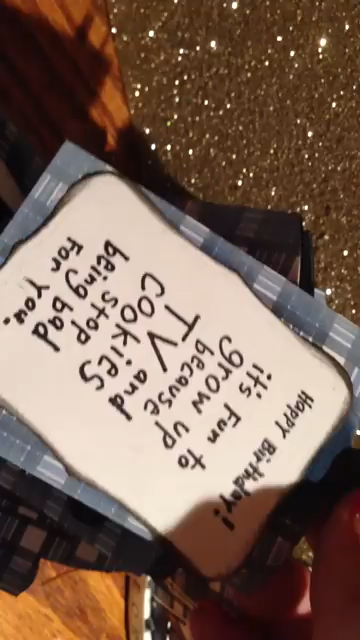 Happy Birthday!
it's fun to
grow up
because
TV and
cookies
stop
being bad
for you.